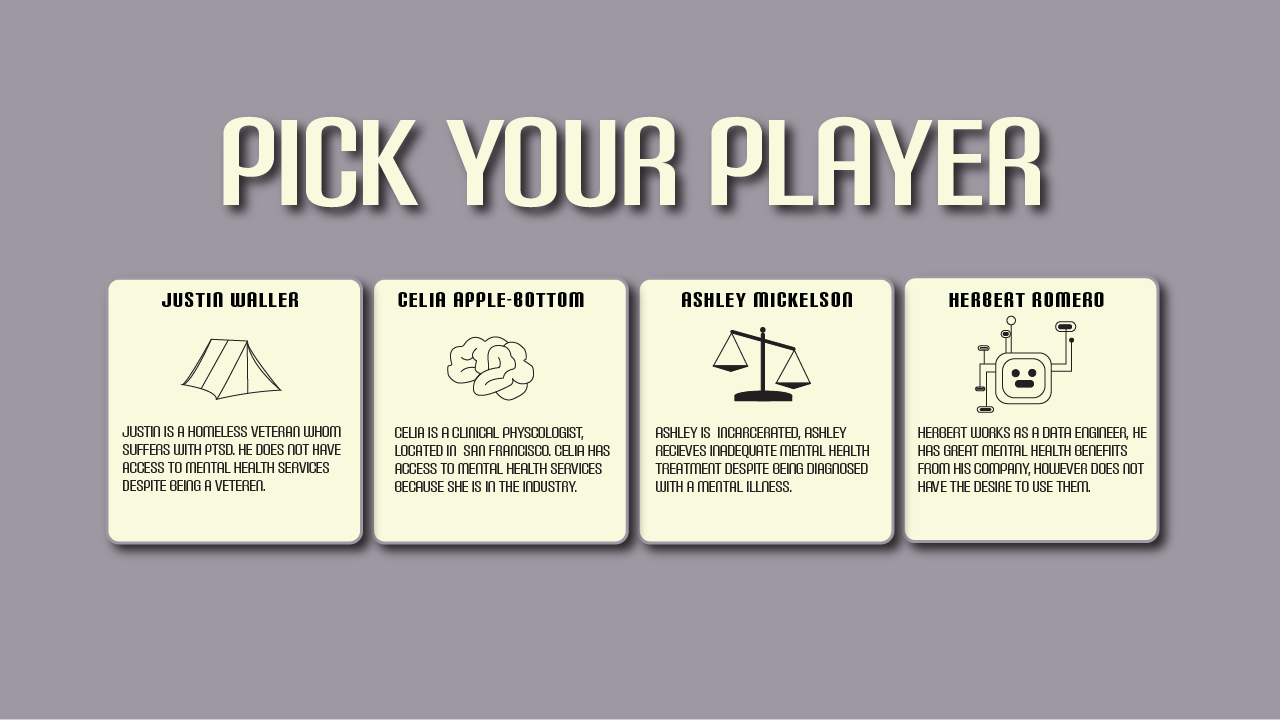 PICK YOUR PLAYER
JUSTIN WALLER
JUSTIN IS A HOMELESS VETERAN WHOM
SUFFERS WITH PTSD. HE DOES NOT HAVE
ACCESS TO MENTAL HEALTH SERVICES
DESPITE BEING A VETEREN.
CELIA APPLE-BOTTOM
CELIA IS A CLINICAL PHYSCOLOGIST,
LOCATED IN SAN FRANCISCO. CELIA HAS
ACCESS TO MENTAL HEALTH SERVICES
BECAUSE SHE IS IN THE INDUSTRY.
ASHLEY MICKELSON
ASHLEY IS INCARCERATED, ASHLEY
RECIEVES INADEQUATE MENTAL HEALTH
TREATMENT DESPITE BEING DIAGNOSED
WITH A MENTAL ILLNESS.
HERBERT ROMERO
HERBERT WORKS AS A DATA ENGINEER, HE
HAS GREAT MENTAL HEALTH BENEFITS
FROM HIS COMPANY, HOWEVER DOES NOT
HAVE THE DESIRE TO USE THEM.